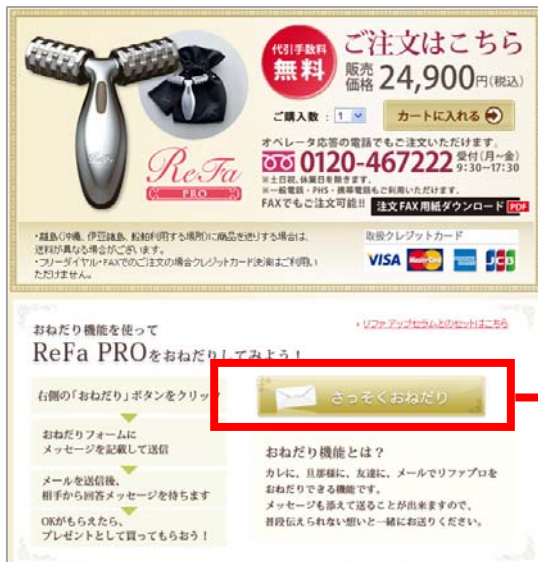 代引手数料
無料
ご注文はこちら
販売価格 24,900円(税込)
ご購入数 : 1
カートに入れる
オペレータ応答の電話でもご注文いただけます。
0120-467222 受付(月~金) 9:30-17:30
※土日祝、休業日を除きます。
※一般電話・PHS・携帯電話もご利用いただけます。
FAXでもご注文可能!! 注文FAX用紙ダウンロード PDF
ReFa
PRO
・離島(沖縄、伊豆諸島、船舶利用する場所)に商品を送りする場合は、
送料が異なる場合がございます。
・フリーダイヤル・FAXでのご注文の場合クレジットカード決済はご利用い
ただけません。
取扱クレジットカード
VISA MasterCard JCB
おねだり機能を使って
ReFa PROをおねだりしてみよう!
› リファアップセラムとのセットはこちら
右側の「おねだり」ボタンをクリック
おねだりフォームに
メッセージを記載して送信
メールを送信後、
相手から回答メッセージを待ちます
OKがもらえたら、
プレゼントとして買ってもらおう!
さっそくおねだり
おねだり機能とは?
カレに、旦那様に、友達に、メールでリファプロを
おねだりできる機能です。
メッセージも添えて送ることが出来ますので、
普段伝えられない想いと一緒にお送りください。